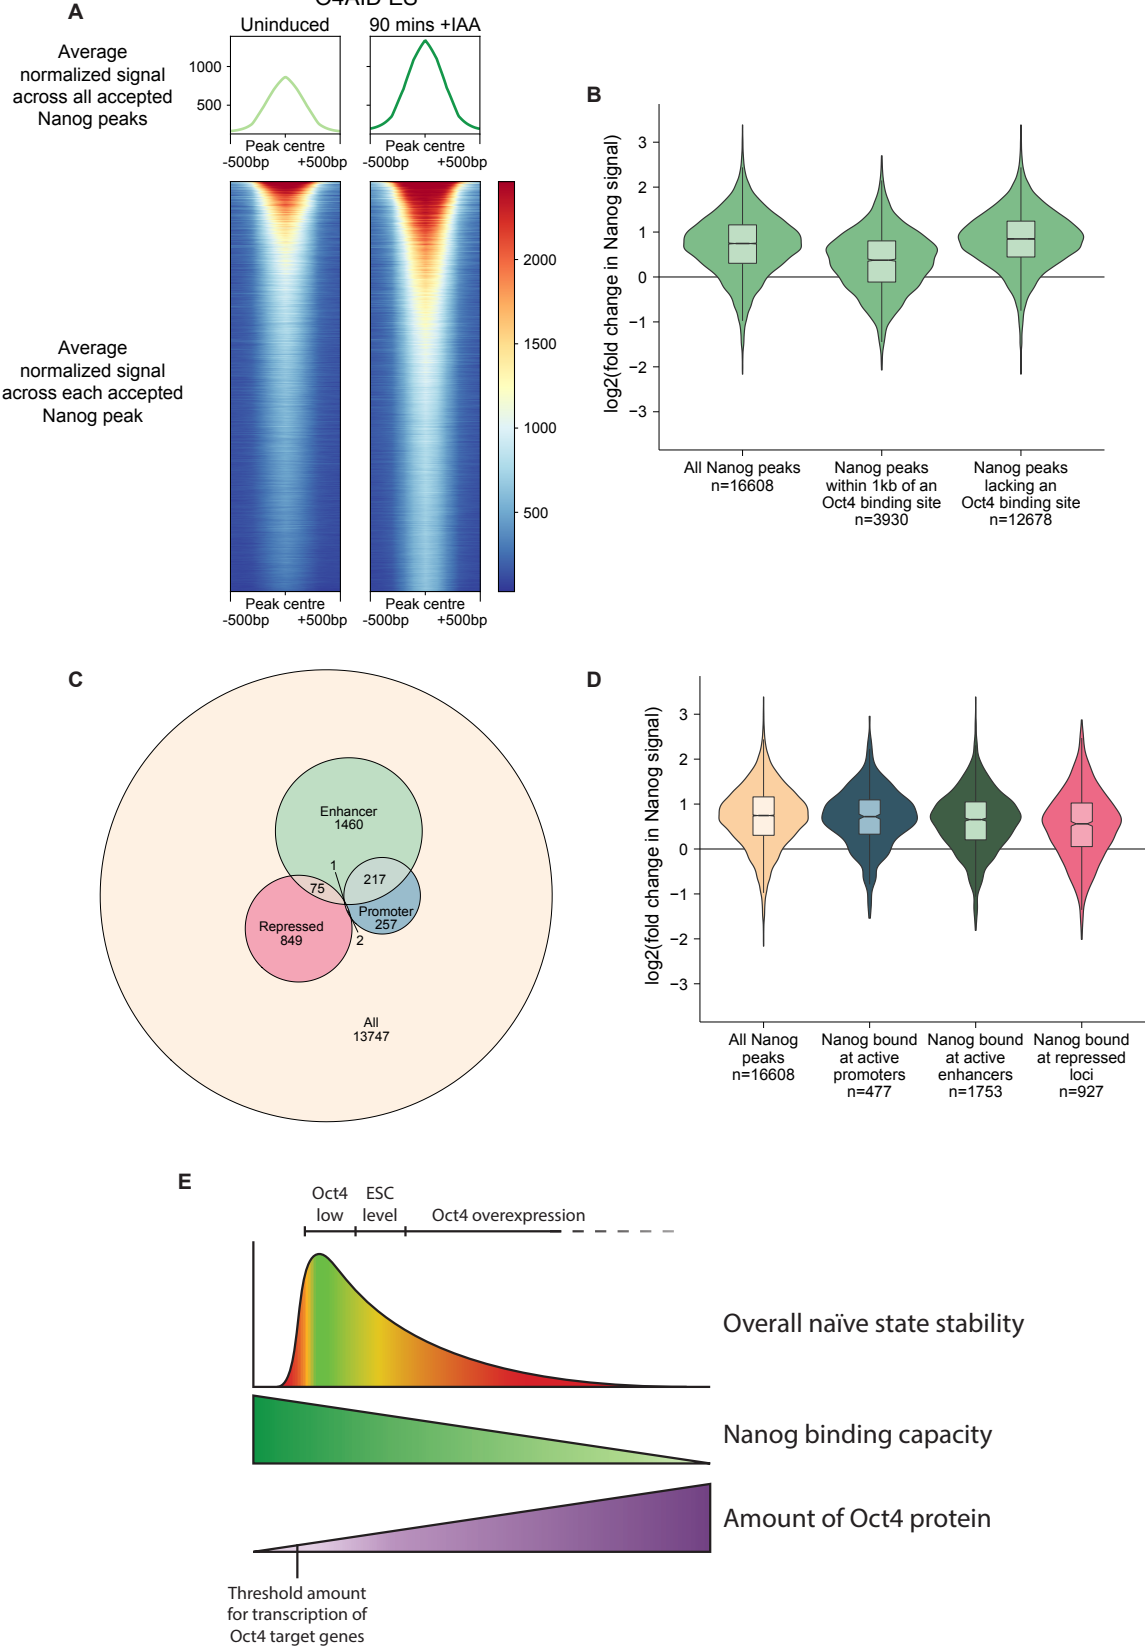 A
Uninduced
90 mins +IAA
Average
normalized signal
across all accepted
Nanog peaks
1000
500
Peak centre
-500bp
+500bp
Peak centre
-500bp
+500bp
Average
normalized signal
across each accepted
Nanog peak
2000
1500
1000
500
Peak centre
-500bp
+500bp
Peak centre
-500bp
+500bp
B
log2(fold change in Nanog signal)
3
2
1
0
−1
−2
−3
All Nanog peaks
n=16608
Nanog peaks
within 1kb of an
Oct4 binding site
n=3930
Nanog peaks
lacking an
Oct4 binding site
n=12678
C
Enhancer
1460
1
75
217
Promoter
257
Repressed
849
2
All
13747
D
log2(fold change in Nanog signal)
3
2
1
0
−1
−2
−3
All Nanog
peaks
n=16608
Nanog bound
at active
promoters
n=477
Nanog bound
at active
enhancers
n=1753
Nanog bound
at repressed
loci
n=927
E
Oct4
low
ESC
level
Oct4 overexpression
Overall naïve state stability
Nanog binding capacity
Amount of Oct4 protein
Threshold amount
for transcription of
Oct4 target genes